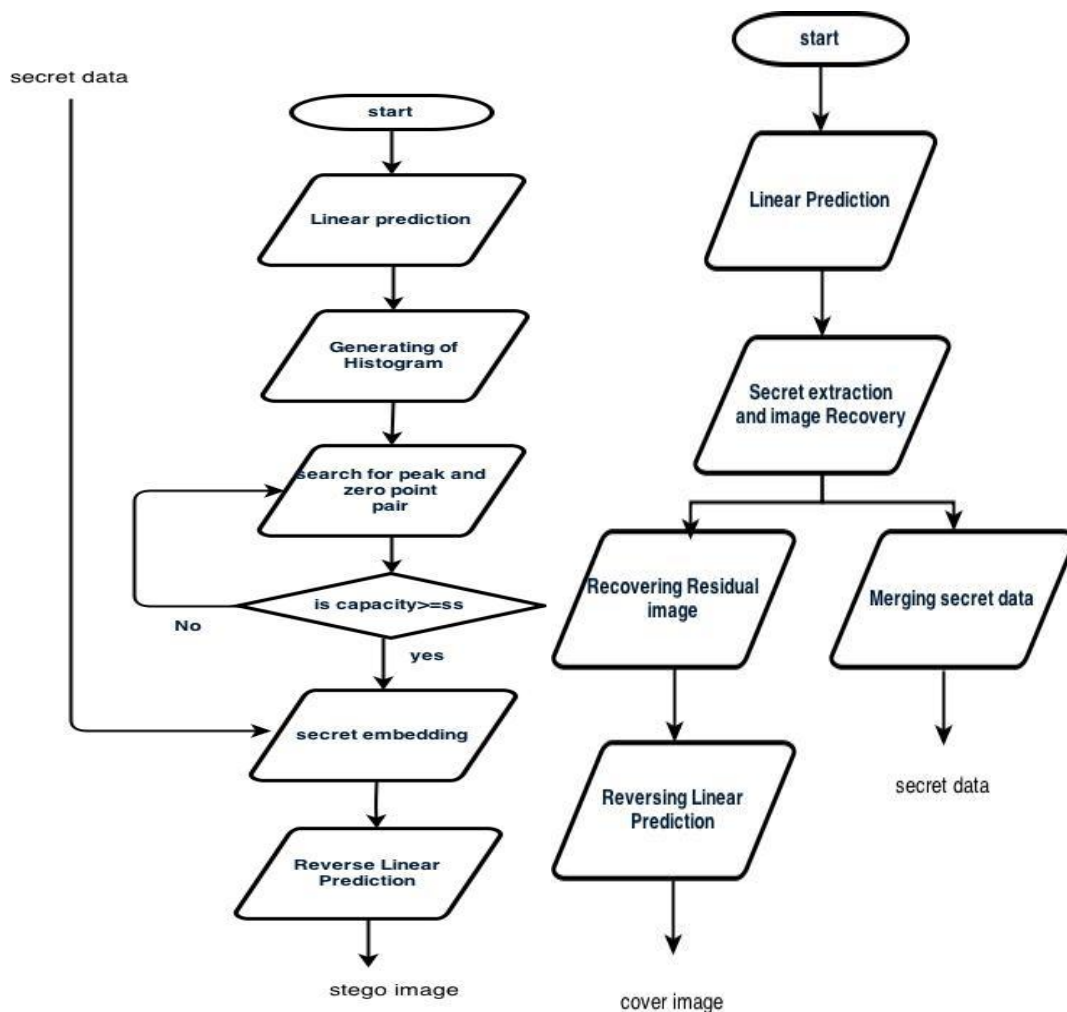 secret data
start
Linear prediction
Generating of
Histogram
search for peak and
zero point
pair
is capacity>=ss
No
yes
secret embedding
Reverse Linear
Prediction
stego image
start
Linear Prediction
Secret extraction
and image Recovery
Recovering Residual
image
Merging secret data
Reversing Linear
Prediction
secret data
cover image